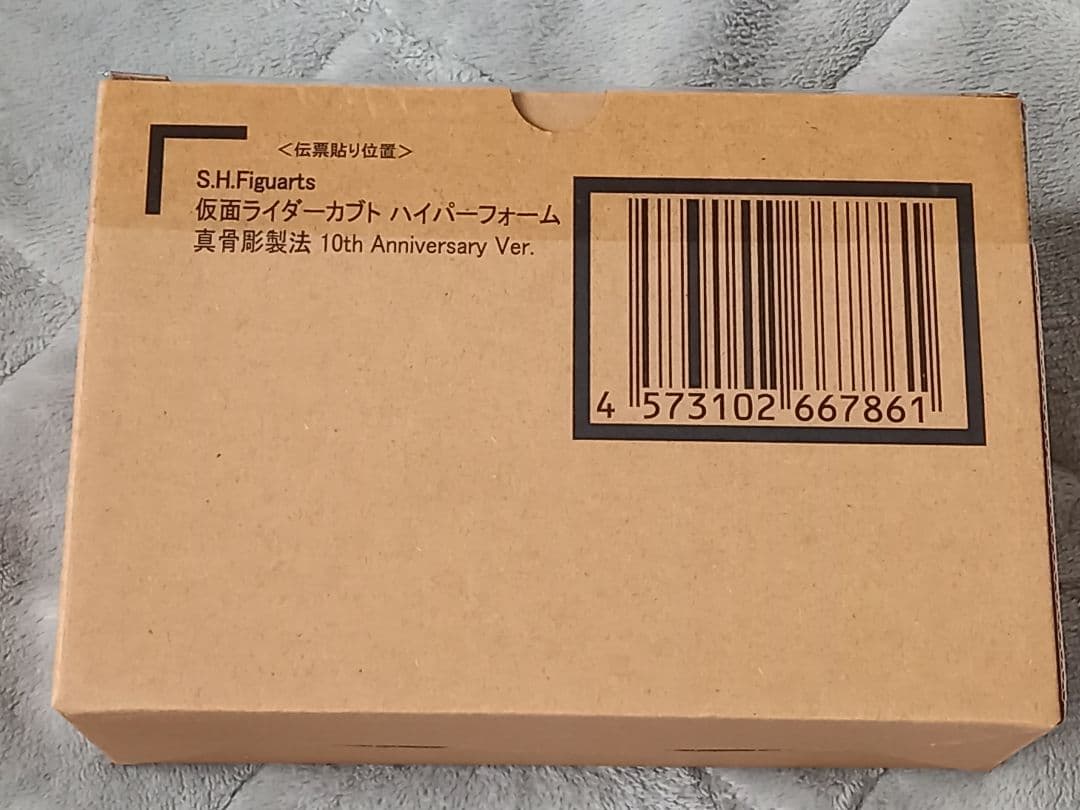 <伝票貼り位置>
S.H.Figuarts
仮面ライダーカブト ハイパーフォーム
真骨彫製法 10th Anniversary Ver.
4 573102 667861